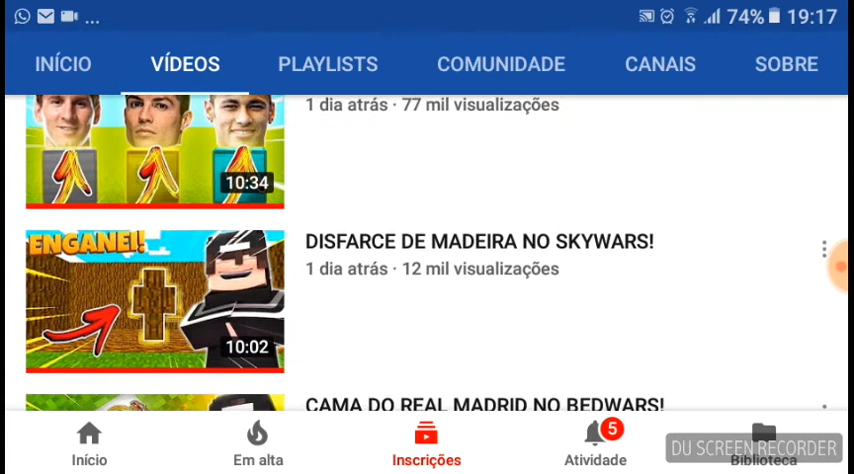 ... 74% 19:17
INÍCIO VÍDEOS PLAYLISTS COMUNIDADE CANAIS SOBRE
1 dia atrás · 77 mil visualizações
10:34
ENGANEI!
DISFARCE DE MADEIRA NO SKYWARS!
1 dia atrás · 12 mil visualizações
10:02
CAMA DO REAL MADRID NO BEDWARS!
5
DU SCREEN RECORDER
Início Em alta Inscrições Atividade Biblioteca